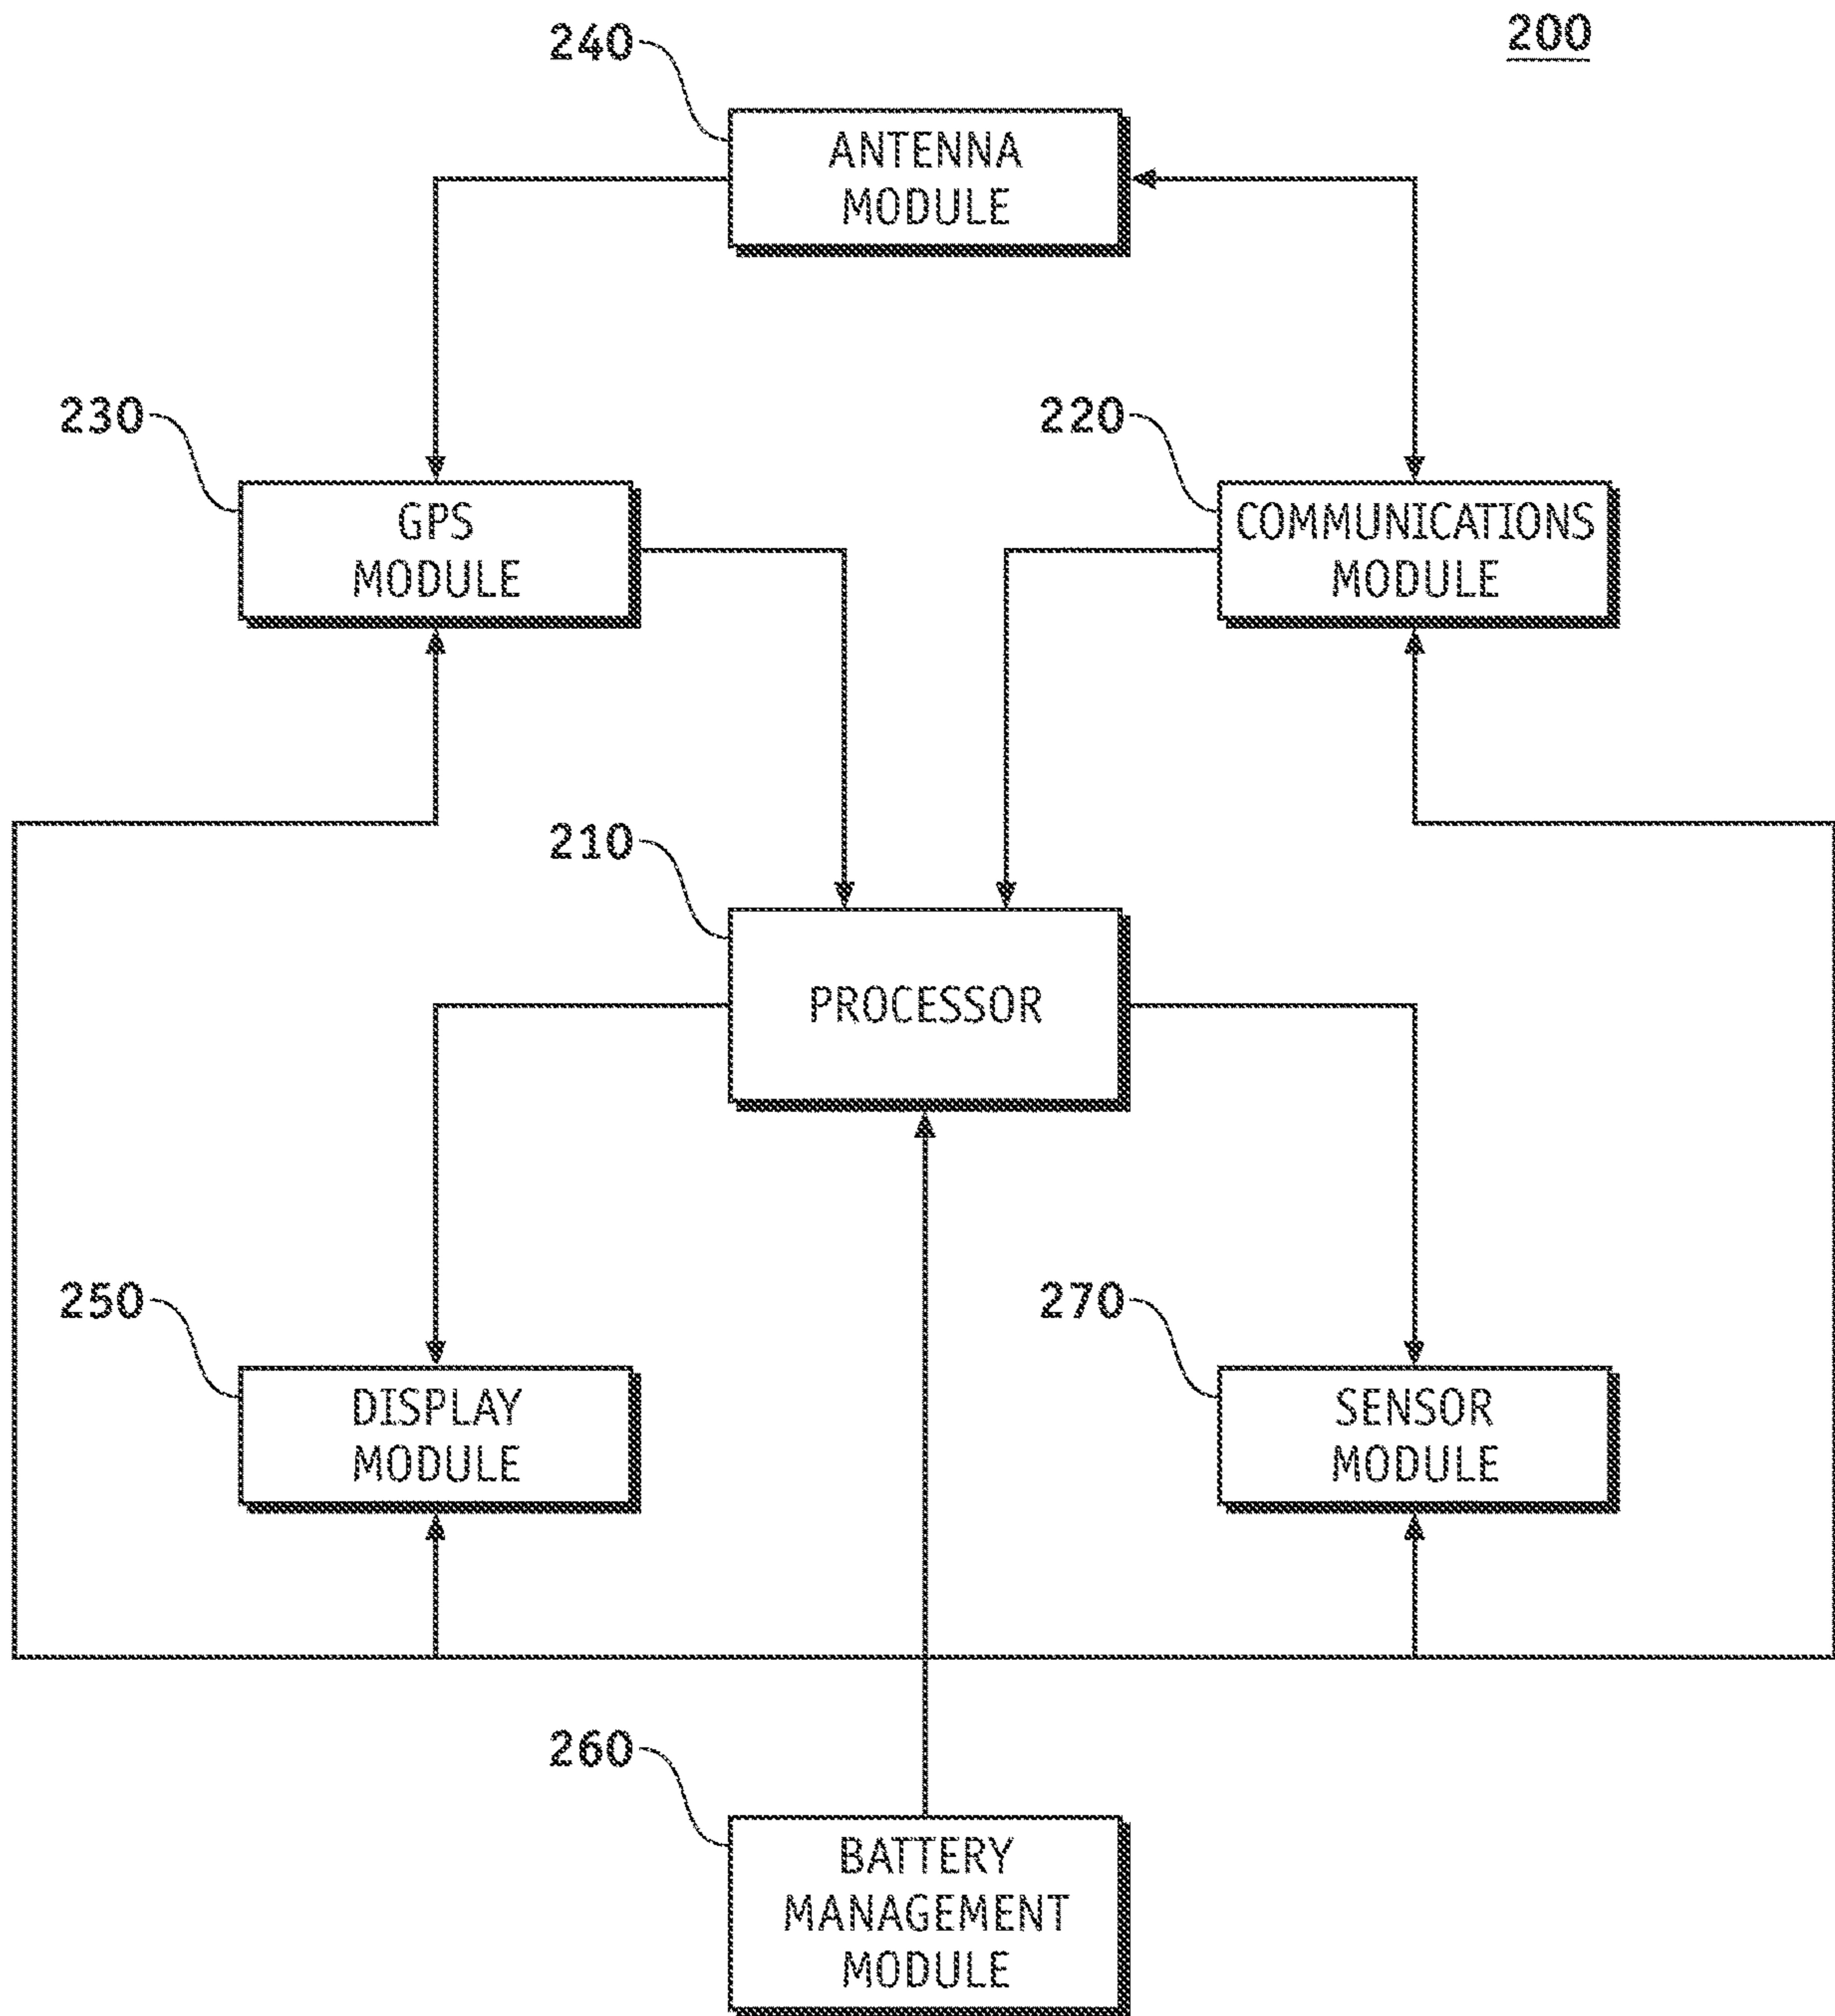 200
240
ANTENNA
MODULE
230
GPS
MODULE
220
COMMUNICATIONS
MODULE
210
PROCESSOR
250
DISPLAY
MODULE
270
SENSOR
MODULE
260
BATTERY
MANAGEMENT
MODULE